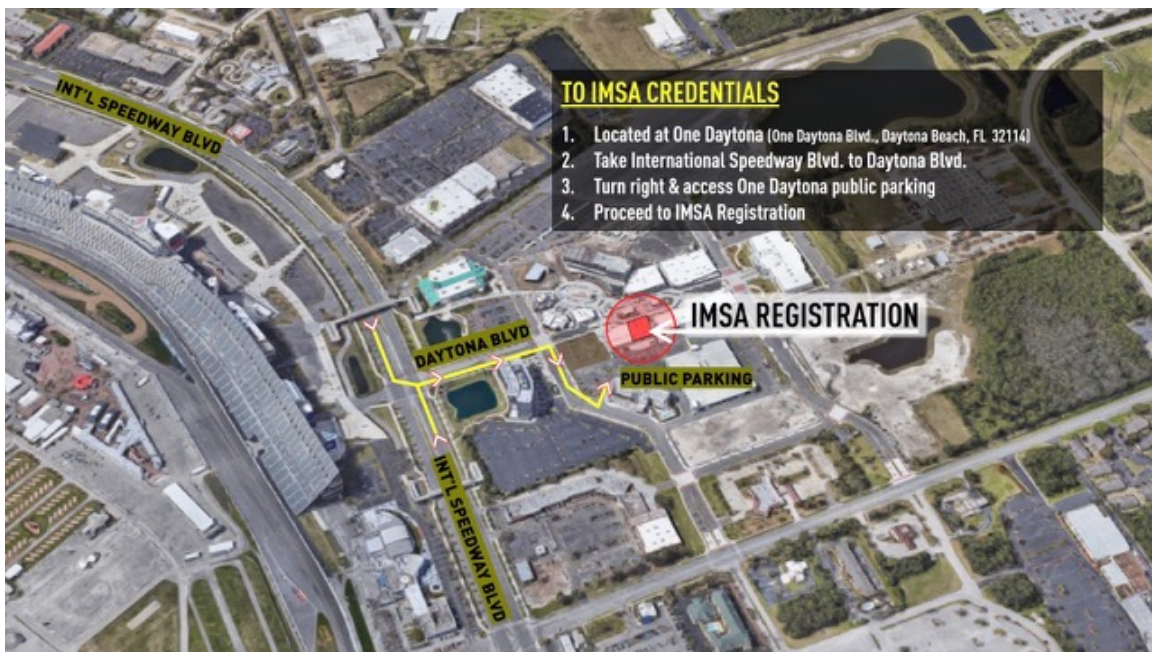 INT'L SPEEDWAY BLVD
TO IMSA CREDENTIALS
1. Located at One Daytona (One Daytona Blvd., Daytona Beach, FL 32114)
2. Take International Speedway Blvd. to Daytona Blvd.
3. Turn right & access One Daytona public parking
4. Proceed to IMSA Registration
IMSA REGISTRATION
DAYTONA BLVD
PUBLIC PARKING
INT'L SPEEDWAY BLVD